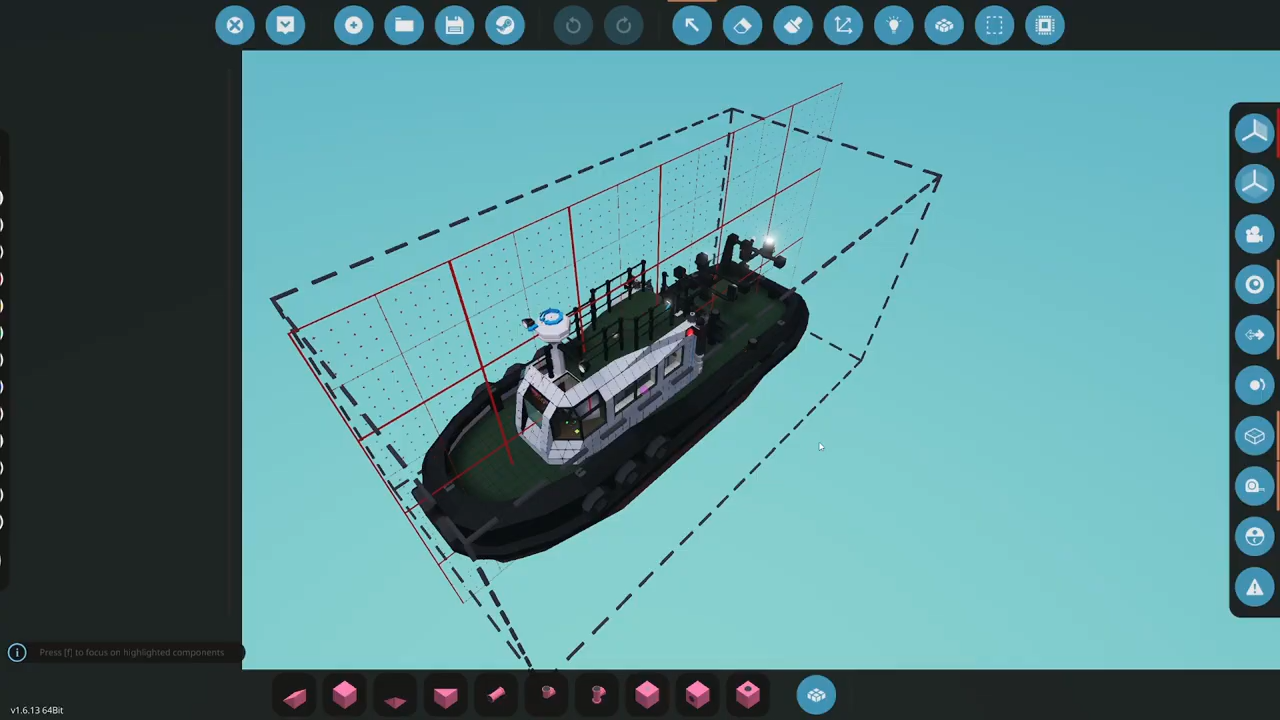 Press [f] to focus on highlighted components
v1.6.13 64Bit